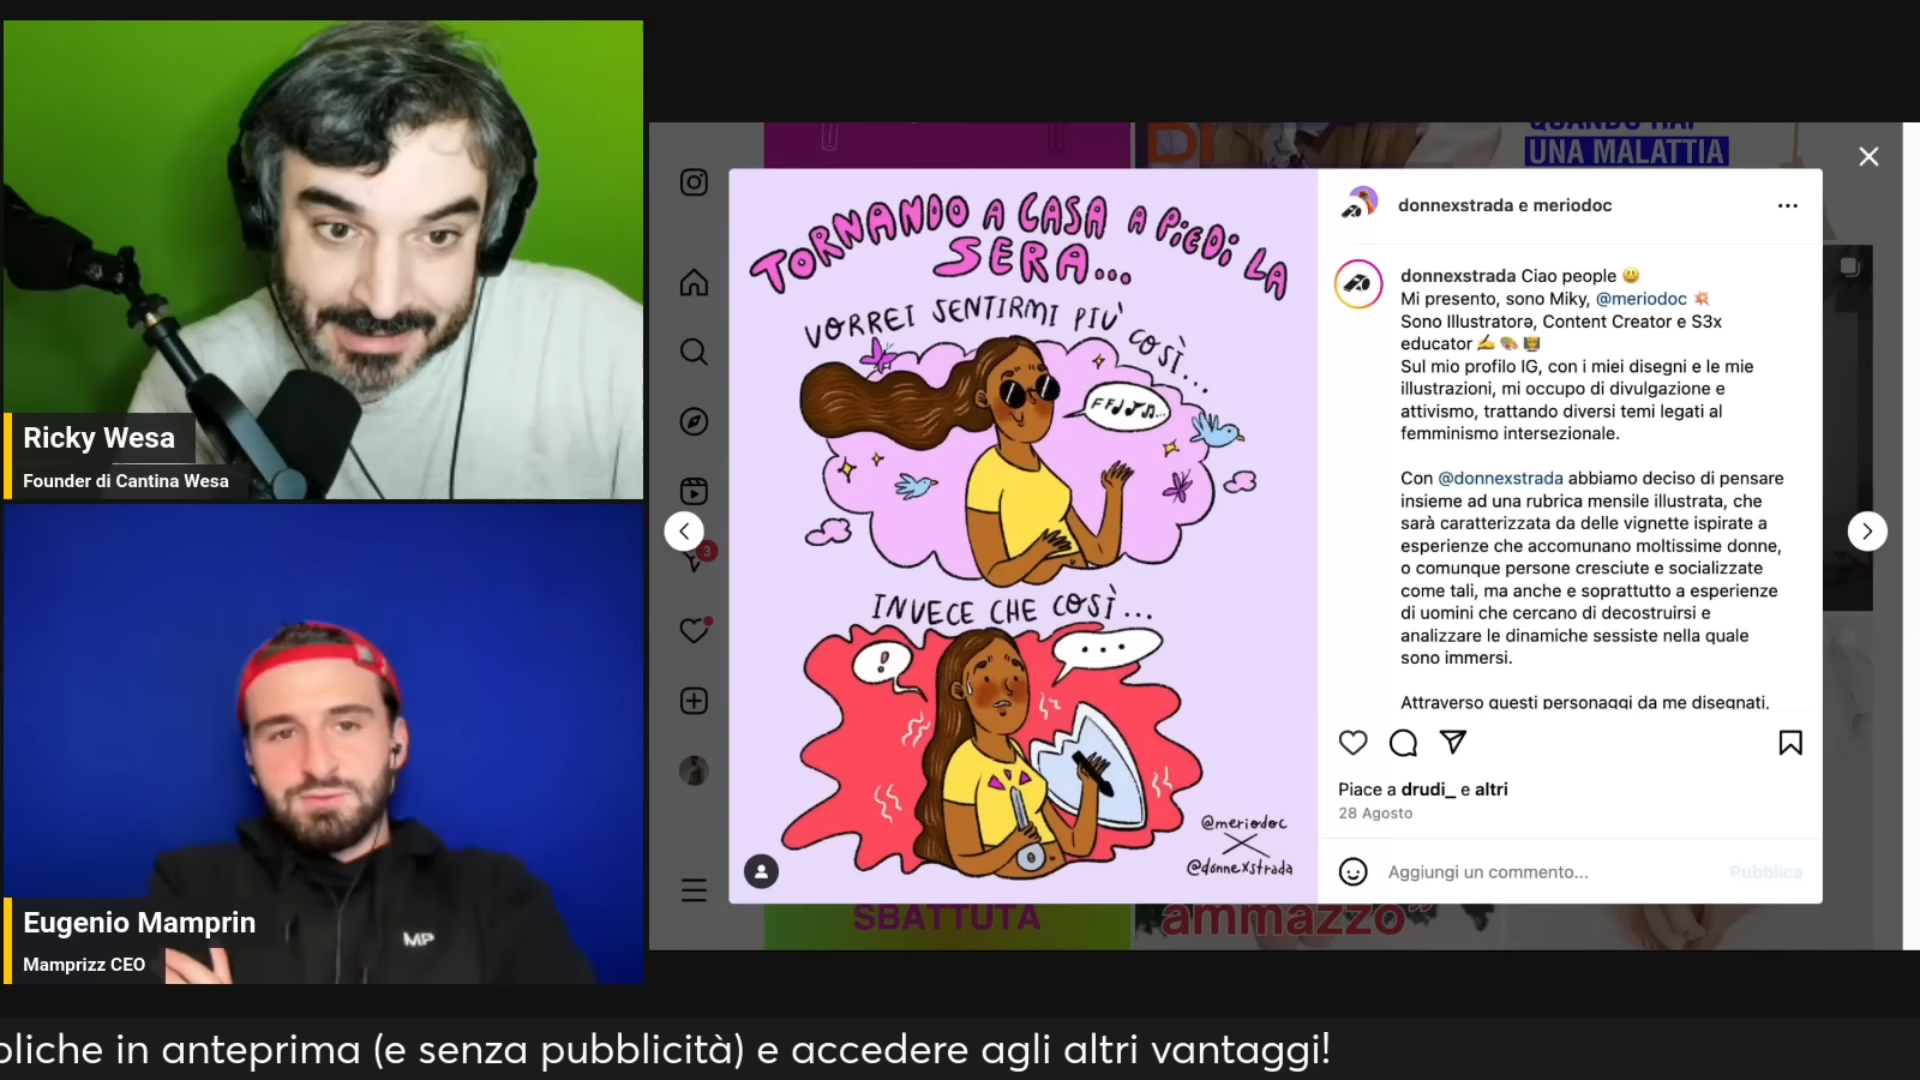 Ricky Wesa
Founder di Cantina Wesa
Eugenio Mamprin
Mamprizz CEO
MP
UNA MALATTIA
3
TORNANDO A CASA A PIEDI LA
SERA...
VORREI SENTIRMI PIU' COSÌ...
FFJJ♫...
INVECE CHE COSÌ...
!
...
@meriodoc
X
@donnexstrada
SBATTUTA
ammazzo"
donnexstrada e meriodoc
donnexstrada Ciao people 😃
Mi presento, sono Miky, @meriodoc 💥
Sono Illustratorə, Content Creator e S3x
educator ✍️ 🎨 👩‍🏫
Sul mio profilo IG, con i miei disegni e le mie
illustrazioni, mi occupo di divulgazione e
attivismo, trattando diversi temi legati al
femminismo intersezionale.
Con @donnexstrada abbiamo deciso di pensare
insieme ad una rubrica mensile illustrata, che
sarà caratterizzata da delle vignette ispirate a
esperienze che accomunano moltissime donne,
o comunque persone cresciute e socializzate
come tali, ma anche e soprattutto a esperienze
di uomini che cercano di decostruirsi e
analizzare le dinamiche sessiste nella quale
sono immersi.
Attraverso questi personaggi da me disegnati,
Piace a drudi_ e altri
28 Agosto
Aggiungi un commento...
Pubblica
bliche in anteprima (e senza pubblicità) e accedere agli altri vantaggi!